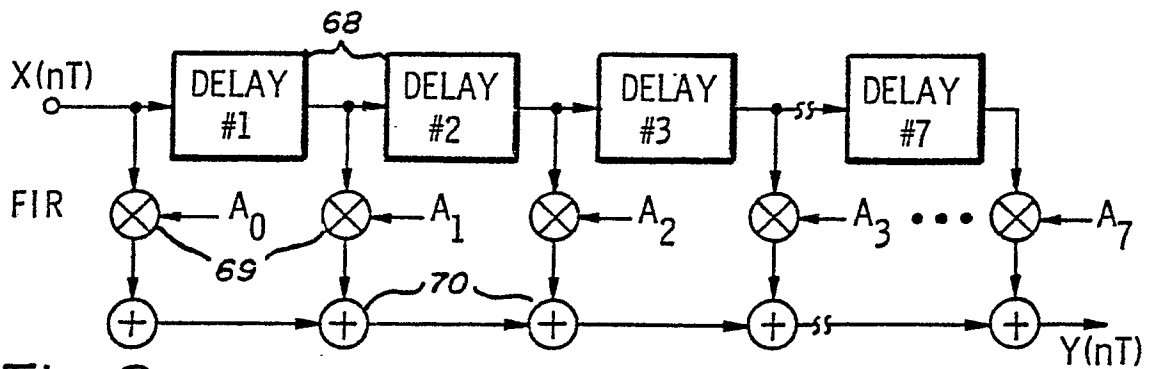 68
X(nT)
DELAY #1
DELAY #2
DELAY #3
DELAY #7
FIR
A0
A1
A2
A3 •••
A7
69
70
Y(nT)